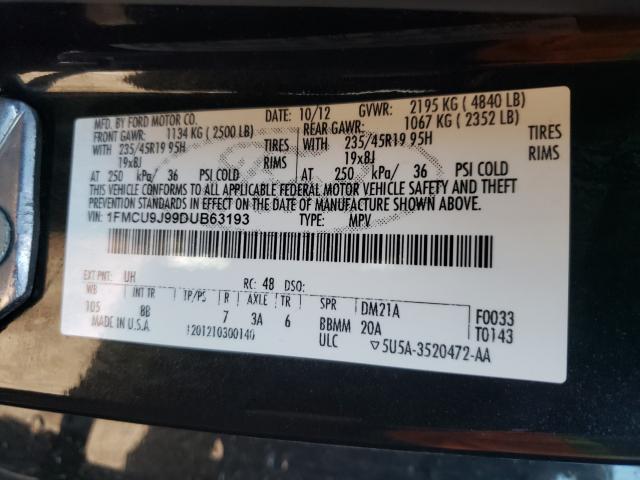 MFD. BY FORD MOTOR CO. DATE: 10/12 GVWR: 2195 KG ( 4840 LB)
FRONT GAWR: 1134 KG ( 2500 LB) REAR GAWR: 1067 KG ( 2352 LB)
WITH 235/45R19 95H TIRES WITH 235/45R19 95H TIRES
19x8J RIMS 19x8J RIMS
AT 250 kPa/ 36 PSI COLD AT 250 kPa/ 36 PSI COLD
THIS VEHICLE CONFORMS TO ALL APPLICABLE FEDERAL MOTOR VEHICLE SAFETY AND THEFT
PREVENTION STANDARDS IN EFFECT ON THE DATE OF MANUFACTURE SHOWN ABOVE.
VIN: 1FMCU9J99DUB63193 TYPE: MPV
EXT PNT: UH RC: 48 DSO:
WB INT TR TP/PS R AXLE TR SPR DM21A F0033
105 BB 7 3A 6 BBMM 20A T0143
MADE IN U.S.A. 120121030014 ULC ▽5U5A-3520472-AA